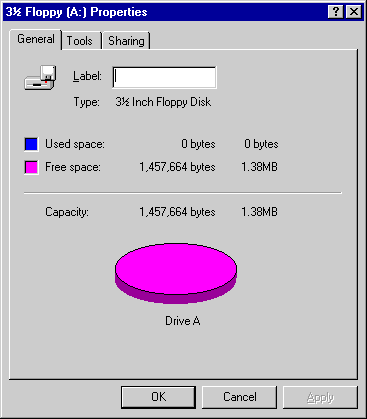 3½ Floppy (A:) Properties
General Tools Sharing
Label:
Type: 3½ Inch Floppy Disk
Used space: 0 bytes 0 bytes
Free space: 1,457,664 bytes 1.38MB
Capacity: 1,457,664 bytes 1.38MB
Drive A
OK Cancel Apply